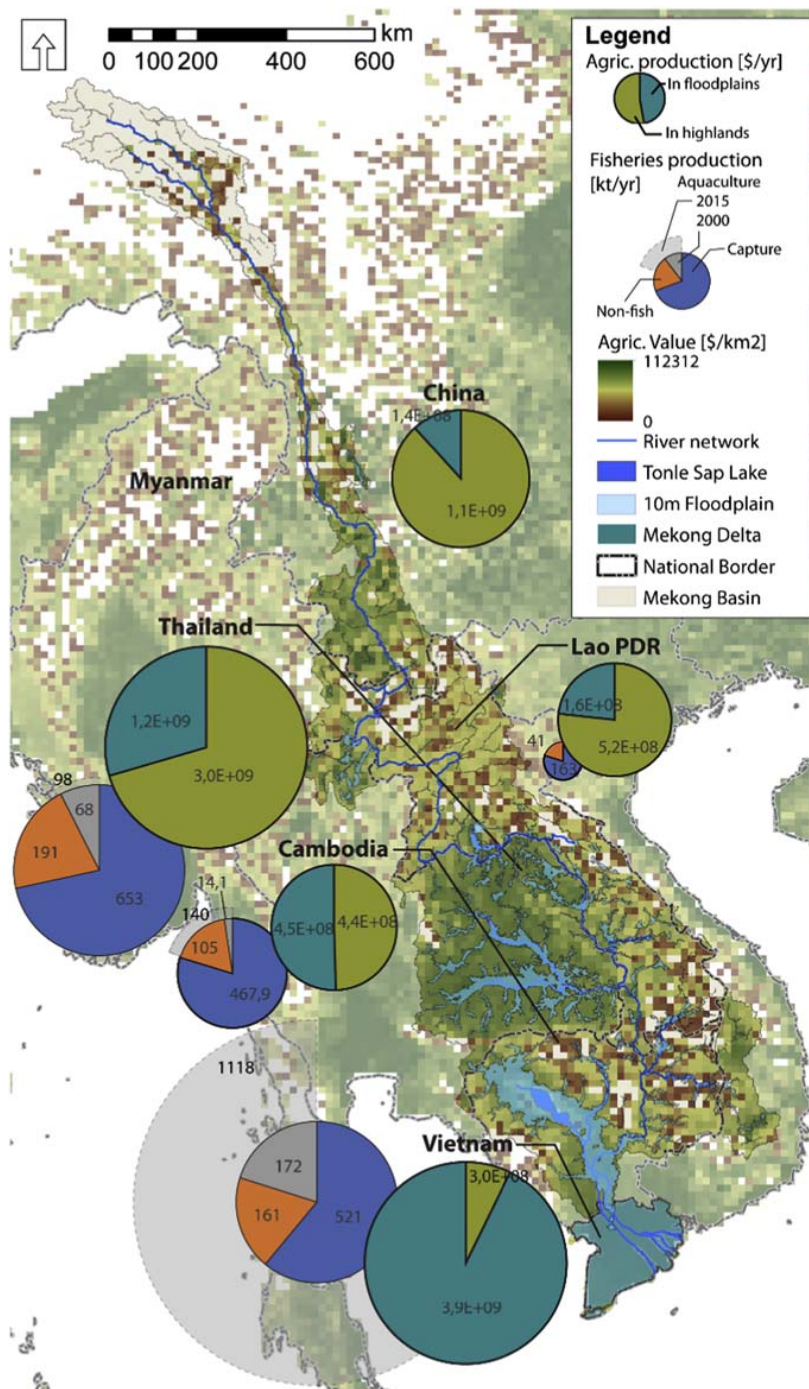 km
0 100 200 400 600
Legend
Agric. production [$/yr]
In floodplains
In highlands
Fisheries production
[kt/yr]
Aquaculture
2015
2000
Capture
Non-fish
Agric. Value [$/km2]
112312
0
River network
Tonle Sap Lake
10m Floodplain
Mekong Delta
National Border
Mekong Basin
China
1,4E+08
1,1E+09
Myanmar
Thailand
1,2E+09
3,0E+09
Lao PDR
1,6E+08
5,2E+08
41
163
98
68
191
653
Cambodia
4,5E+08
4,4E+08
14,1
140
105
467,9
1118
172
161
521
Vietnam
3,0E+08
3,9E+09